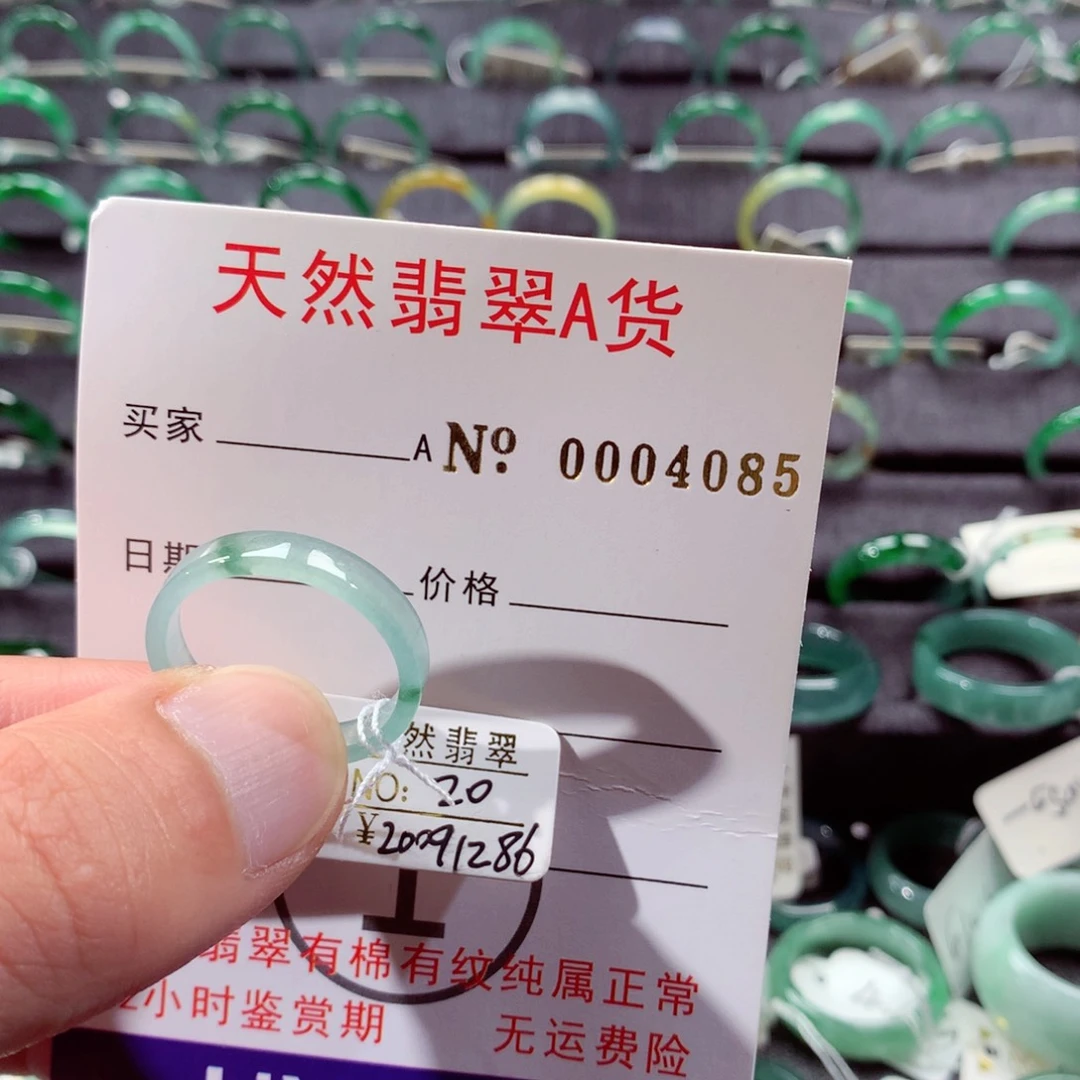 天然翡翠A货
买家
A Nº 0004085
日期
价格
然翡翠
NO: 20
¥20091286
翡翠有棉有纹纯属正常
小时鉴赏期
无运费险